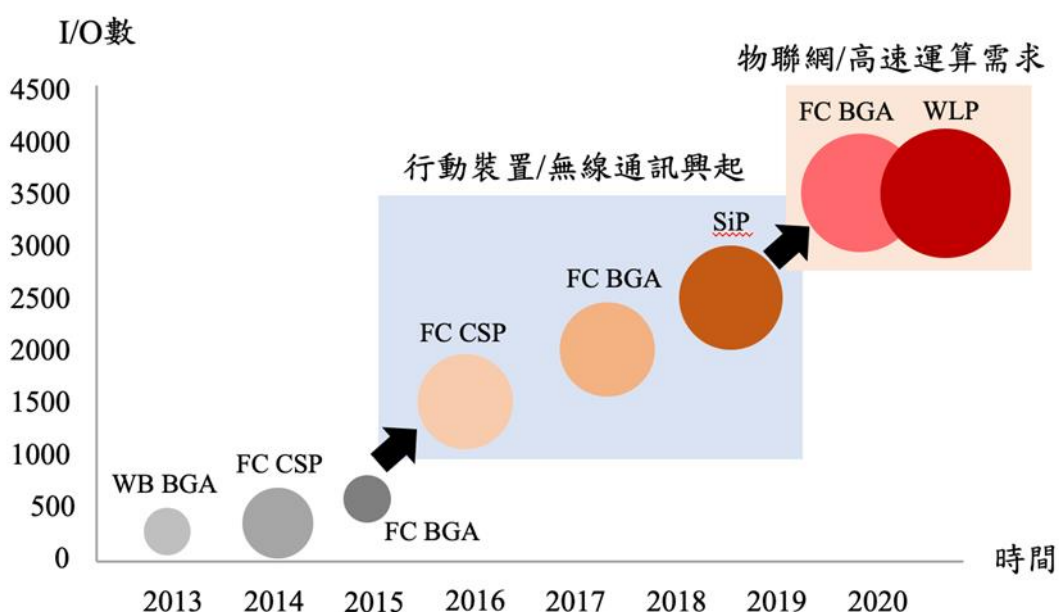 I/O數
物聯網/高速運算需求
4500
FC BGA
WLP
4000
行動裝置/無線通訊興起
3500
SiP
3000
FC BGA
2500
FC CSP
2000
1500
1000
FC CSP
WB BGA
500
FC BGA
0
時間
2013 2014 2015 2016 2017 2018 2019 2020